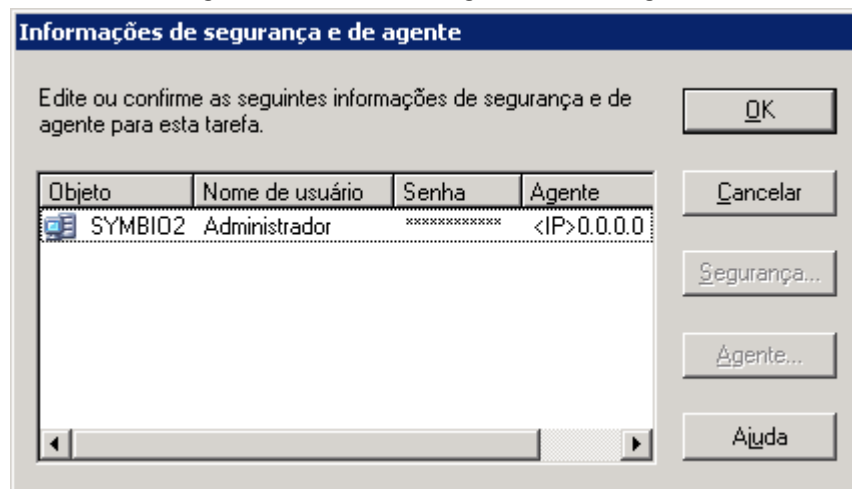 Informações de segurança e de agente
Edite ou confirme as seguintes informações de segurança e de
agente para esta tarefa.
OK
Objeto Nome de usuário Senha Agente
Cancelar
SYMBIO2 Administrador ************ <IP>0.0.0.0
Segurança...
Agente...
Ajuda